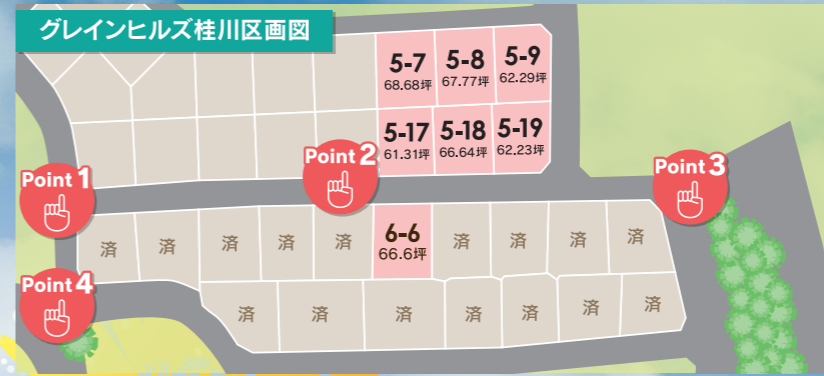 グレインヒルズ桂川区画図
5-7
68.68坪
5-8
67.77坪
5-9
62.29坪
5-17
61.31坪
5-18
66.64坪
5-19
62.23坪
Point 1
Point 2
Point 3
済
済
済
済
済
6-6
66.6坪
済
済
済
済
Point 4
済
済
済
済
済
済
済